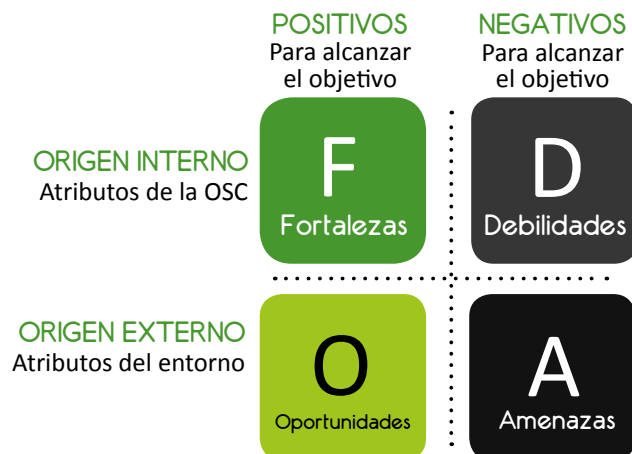 POSITIVOS
Para alcanzar
el objetivo
NEGATIVOS
Para alcanzar
el objetivo
ORIGEN INTERNO
Atributos de la OSC
F
Fortalezas
D
Debilidades
ORIGEN EXTERNO
Atributos del entorno
O
Oportunidades
A
Amenazas